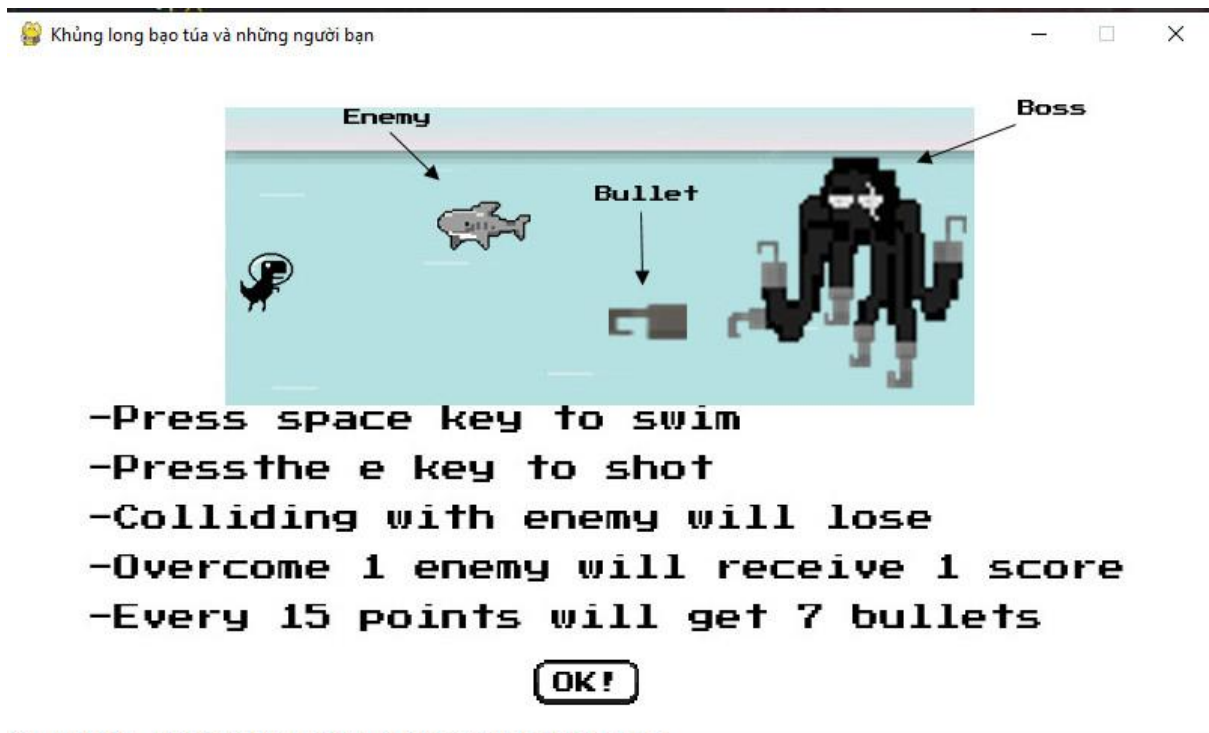 Khủng long bạo túa và những người bạn
Enemy
Boss
Bullet
-Press space key to swim
-Pressthe e key to shot
-Colliding with enemy will lose
-Overcome 1 enemy will receive 1 score
-Every 15 points will get 7 bullets
OK!